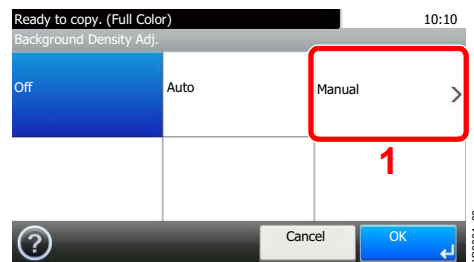 Ready to copy. (Full Color) 10:10
Background Density Adj.
Off Auto Manual >
1
? Cancel OK